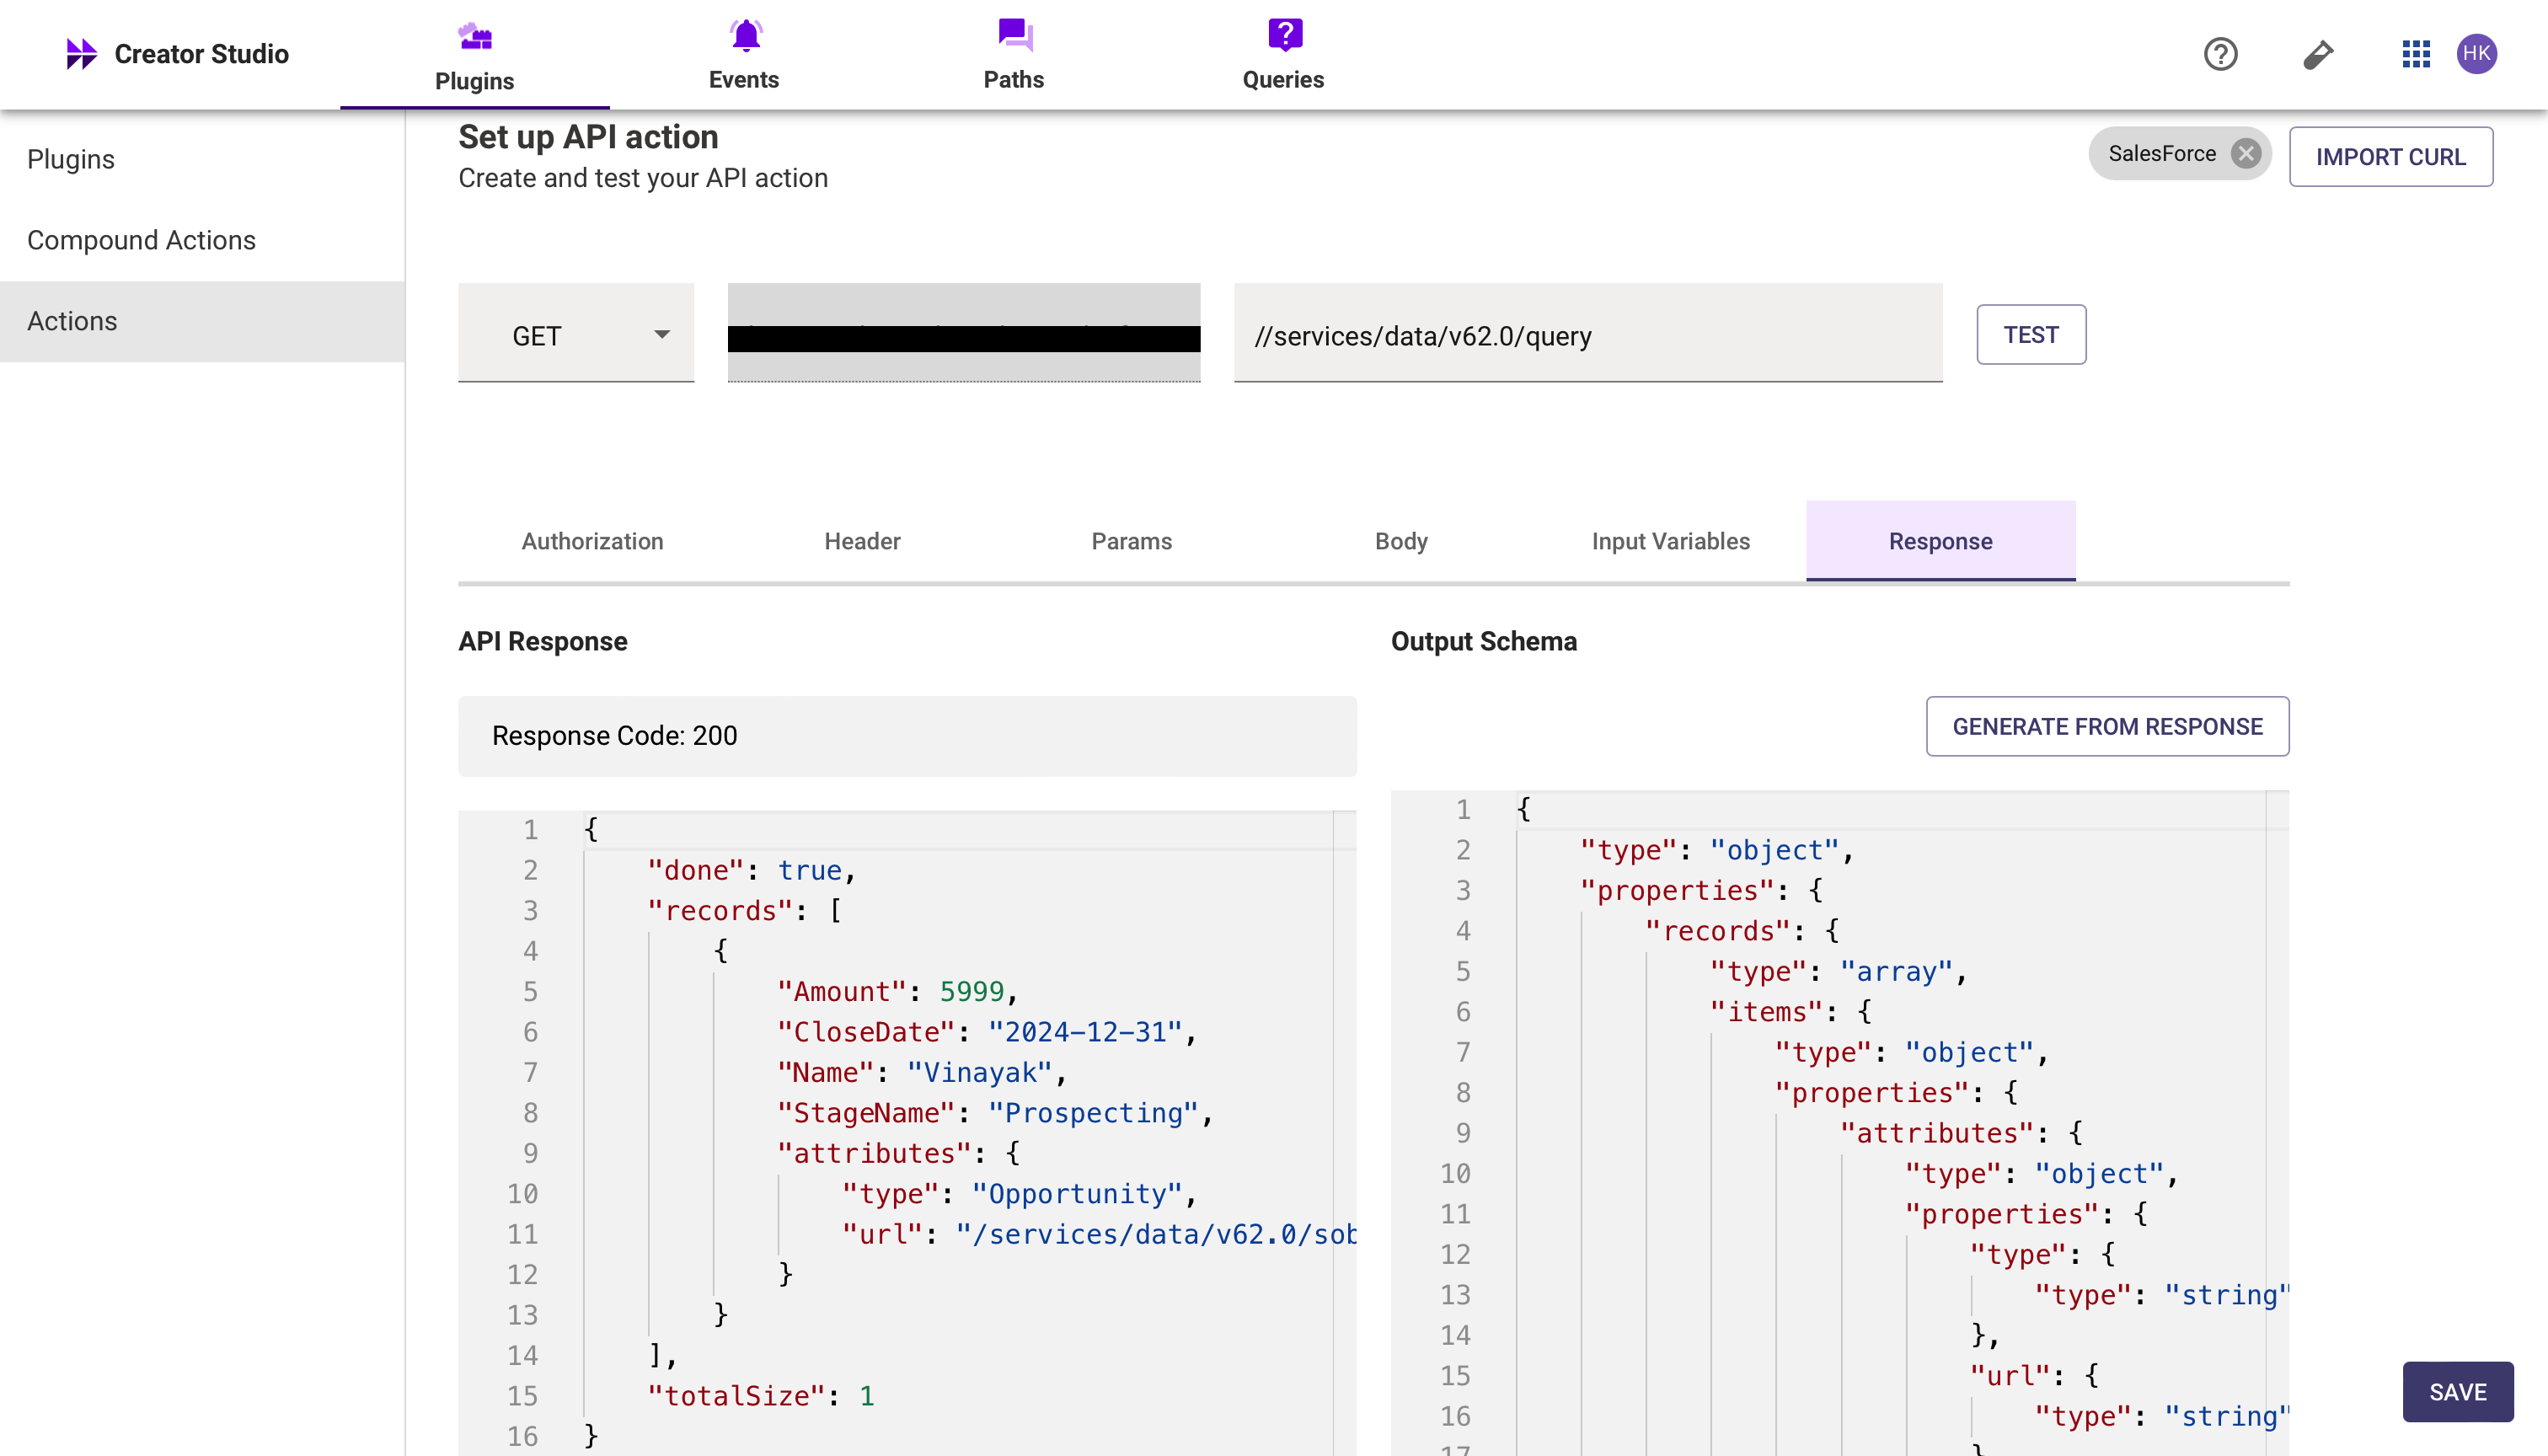 Creator Studio
Plugins
Events
Paths
Queries
HK
Plugins
Compound Actions
Actions
Set up API action
Create and test your API action
SalesForce
IMPORT CURL
GET
//services/data/v62.0/query
TEST
Authorization
Header
Params
Body
Input Variables
Response
API Response
Response Code: 200
1 {
2 "done": true,
3 "records": [
4 {
5 "Amount": 5999,
6 "CloseDate": "2024-12-31",
7 "Name": "Vinayak",
8 "StageName": "Prospecting",
9 "attributes": {
10 "type": "Opportunity",
11 "url": "/services/data/v62.0/sob
12 }
13 }
14 ],
15 "totalSize": 1
16 }
Output Schema
GENERATE FROM RESPONSE
1 {
2 "type": "object",
3 "properties": {
4 "records": {
5 "type": "array",
6 "items": {
7 "type": "object",
8 "properties": {
9 "attributes": {
10 "type": "object",
11 "properties": {
12 "type": {
13 "type": "string"
14 },
15 "url": {
16 "type": "string"
17 }
SAVE